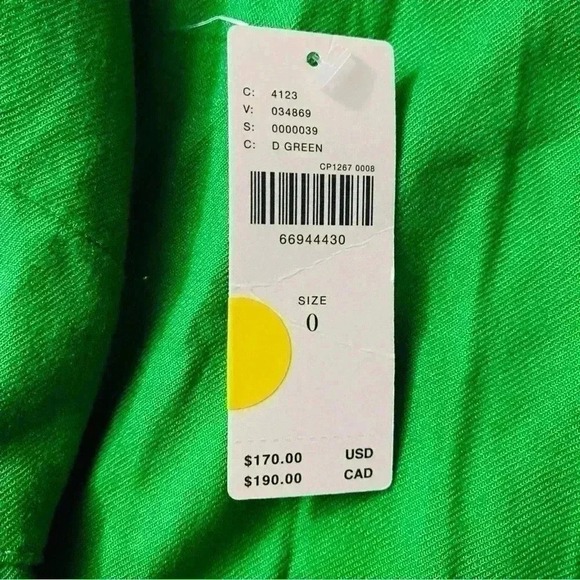 C: 4123
V: 034869
S: 0000039
C: D GREEN
CP1267 0008
66944430
SIZE
0
$170.00 USD
$190.00 CAD